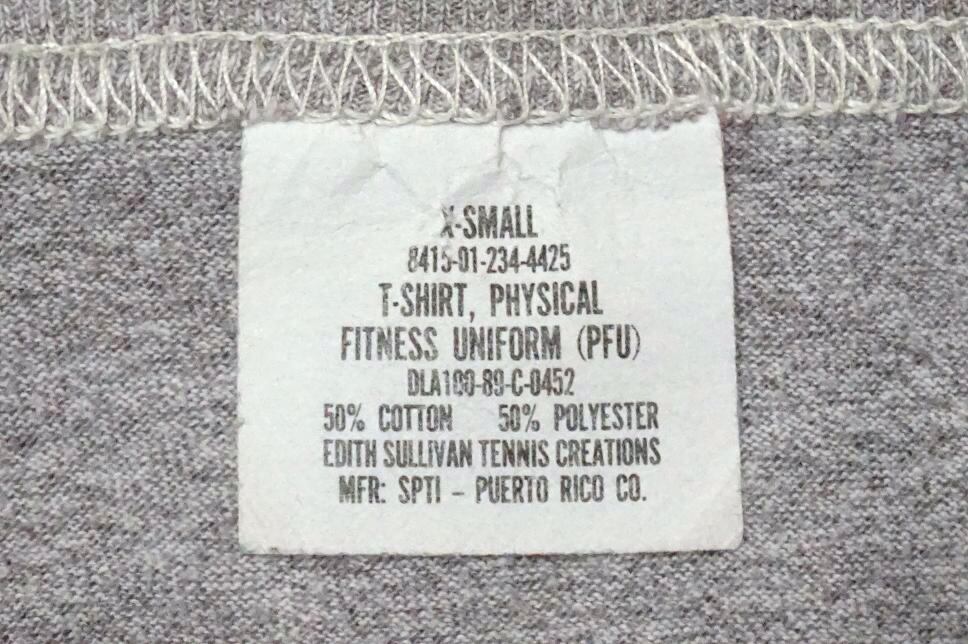 X-SMALL
8415-01-234-4425
T-SHIRT, PHYSICAL
FITNESS UNIFORM (PFU)
DLA100-89-C-0452
50% COTTON 50% POLYESTER
EDITH SULLIVAN TENNIS CREATIONS
MFR: SPTI - PUERTO RICO CO.